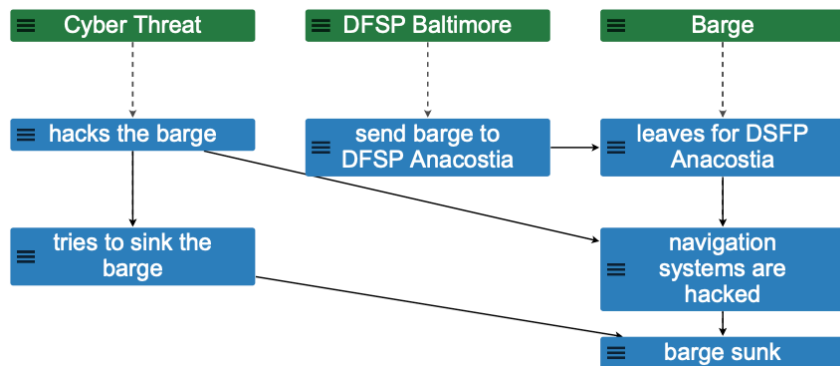 Cyber Threat
DFSP Baltimore
Barge
hacks the barge
send barge to
DFSP Anacostia
leaves for DSFP
Anacostia
tries to sink the
barge
navigation
systems are
hacked
barge sunk